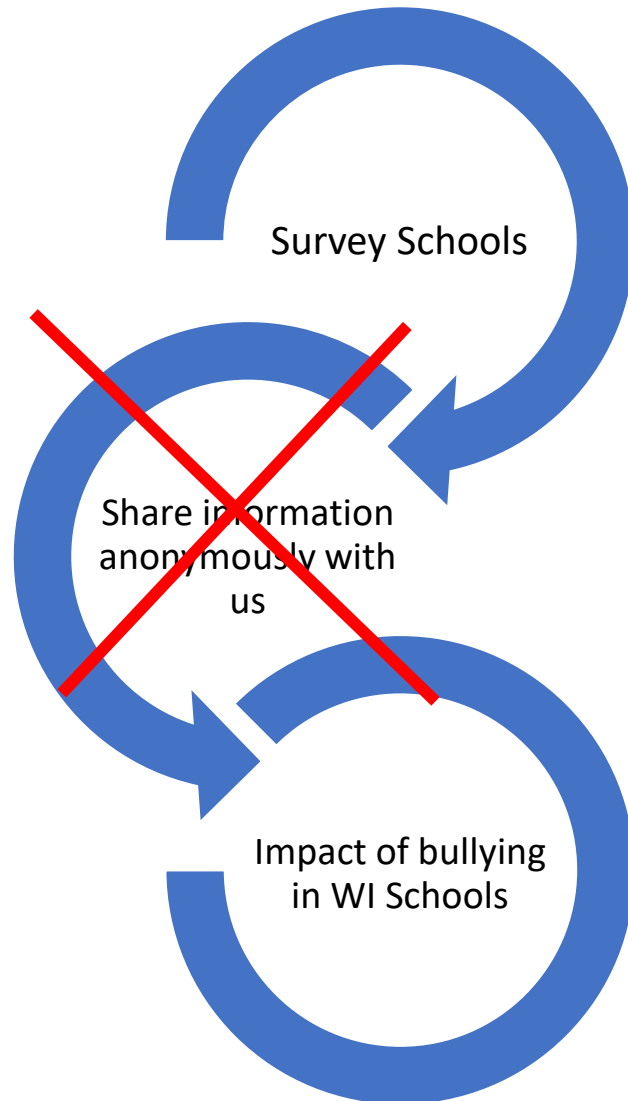 Survey Schools
Share information
anonymously with
us
Impact of bullying
in WI Schools